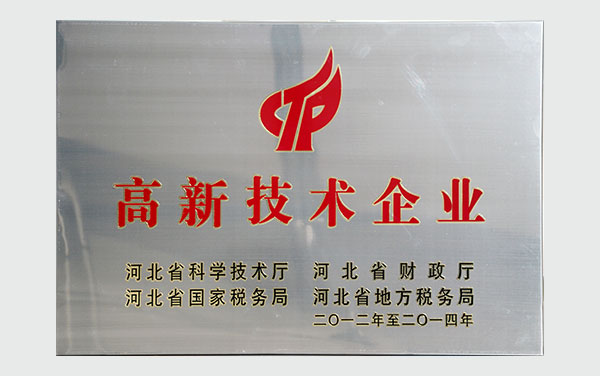 CTP
高新技术企业
河北省科学技术厅 河北省财政厅
河北省国家税务局 河北省地方税务局
二〇一二年至二〇一四年